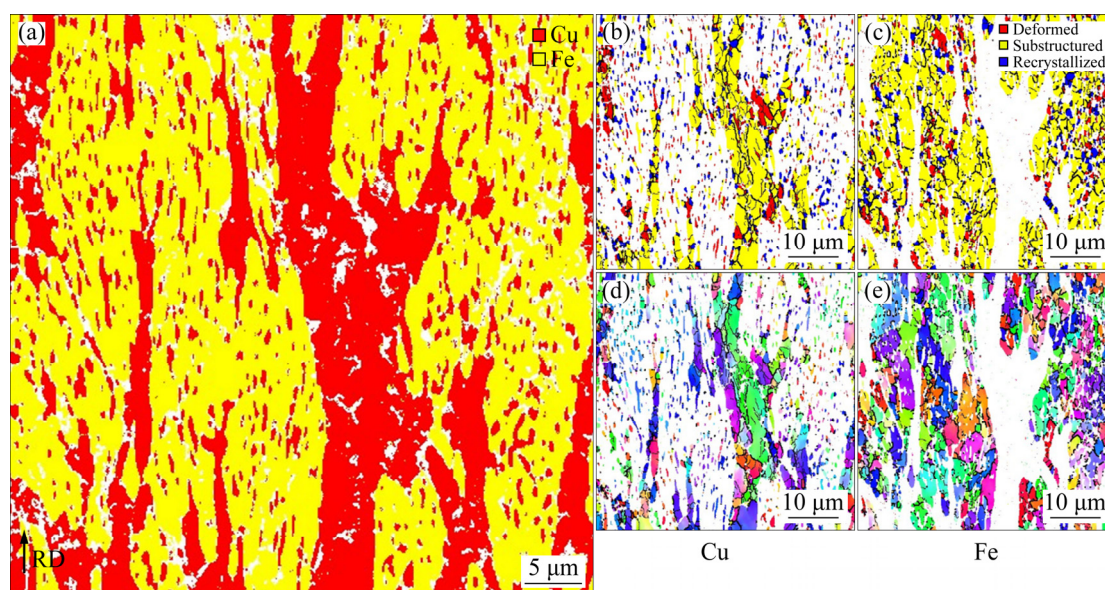 (a)
Cu
Fe
RD
5 μm
(b)
10 μm
(c)
Deformed
Substructured
Recrystallized
10 μm
(d)
10 μm
(e)
10 μm
Cu
Fe